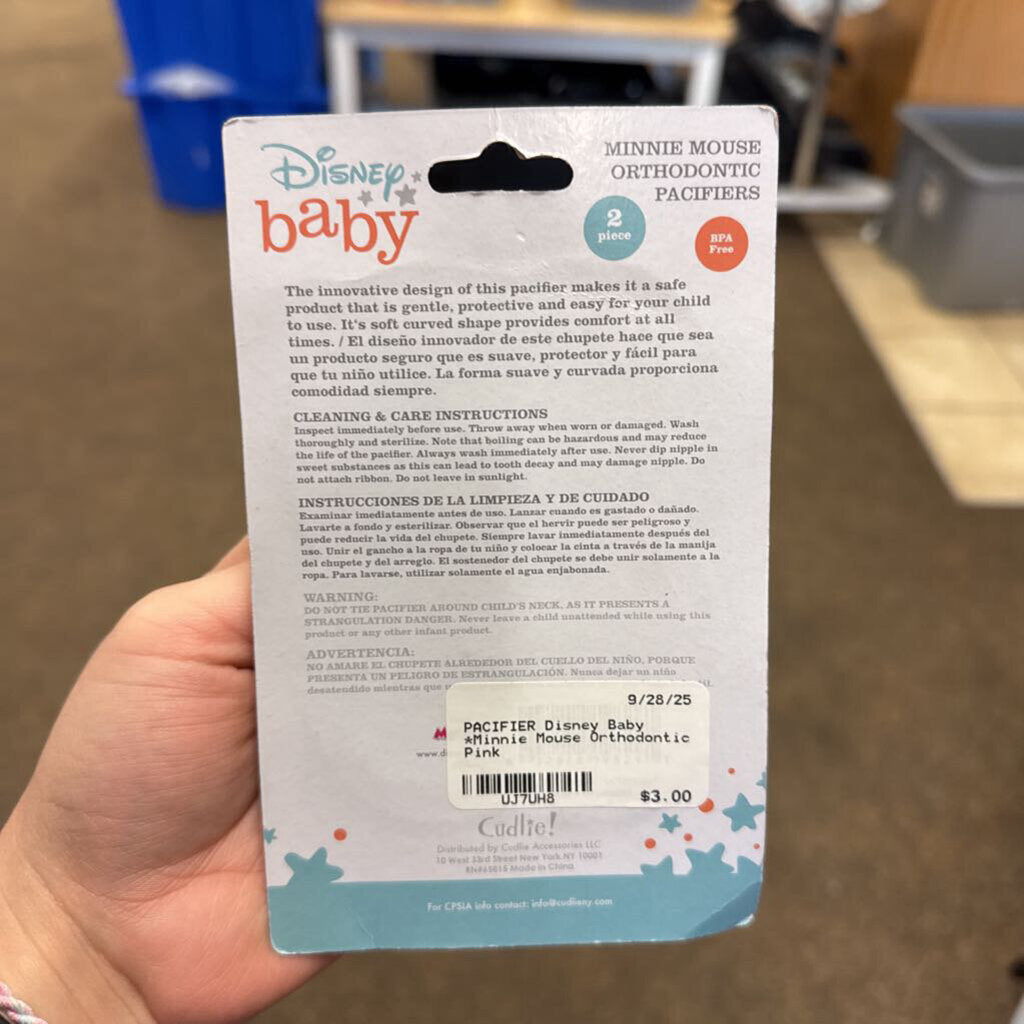 Disney
baby
MINNIE MOUSE
ORTHODONTIC
PACIFIERS
2
piece
BPA
Free
The innovative design of this pacifier makes it a safe
product that is gentle, protective and easy for your child
to use. It's soft curved shape provides comfort at all
times. / El diseño innovador de este chupete hace que sea
un producto seguro que es suave, protector y fácil para
que tu niño utilice. La forma suave y curvada proporciona
comodidad siempre.
CLEANING & CARE INSTRUCTIONS
Inspect immediately before use. Throw away when worn or damaged. Wash
thoroughly and sterilize. Note that boiling can be hazardous and may reduce
the life of the pacifier. Always wash immediately after use. Never dip nipple in
sweet substances as this can lead to tooth decay and may damage nipple. Do
not attach ribbon. Do not leave in sunlight.
INSTRUCCIONES DE LA LIMPIEZA Y DE CUIDADO
Examinar imediatamente antes de uso. Lanzar cuando es gastado o dañado.
Lavarte a fondo y esterilizar. Observar que el hervir puede ser peligroso y
puede reducir la vida del chupete. Siempre lavar inmediatamente después del
uso. Unir el gancho a la ropa de tu niño y colocar la cinta a través de la manija
del chupete y del arreglo. El sostenedor del chupete se debe unir solamente a la
ropa. Para lavarse, utilizar solamente el agua enjabonada.
WARNING:
DO NOT TIE PACIFIER AROUND CHILD'S NECK, AS IT PRESENTS A
STRANGULATION DANGER. Never leave a child unattended while using this
product or any other infant product.
ADVERTENCIA:
NO AMARE EL CHUPETE ALREDEDOR DEL CUELLO DEL NIÑO, PORQUE
PRESENTA UN PELIGRO DE ESTRANGULACIÓN. Nunca dejar un niño
desatendido mientras que
www.d
9/28/25
PACIFIER Disney Baby
*Minnie Mouse Orthodontic
Pink
UJ7UH8
$3.00
Cudlie!
Distributed by Cudlie Accessories LLC
10 West 33rd Street New York, NY 10001
RN#65615 Made in China
For CPSIA info contact: info@cudlieny.com